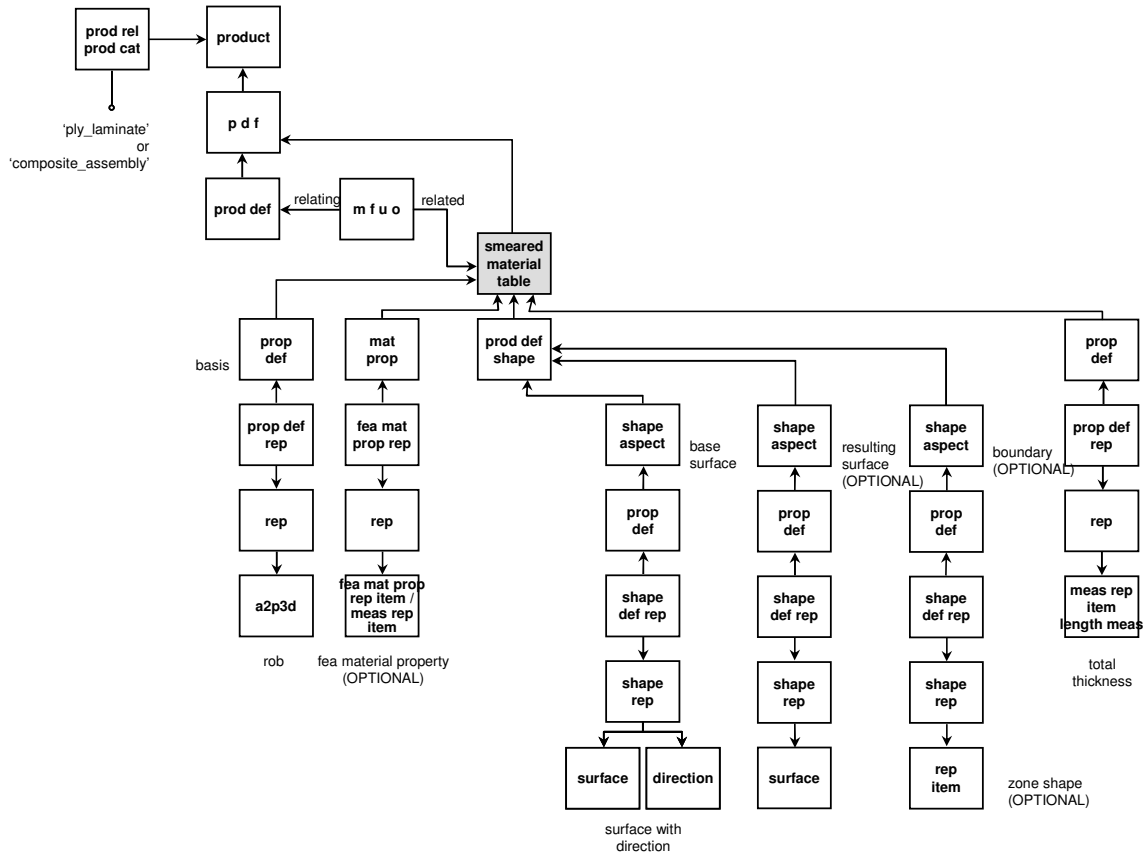 prod rel
prod cat
product
'ply_laminate'
or
'composite_assembly'
p d f
prod def
relating
m f u o
related
smeared
material
table
basis
prop
def
mat
prop
prod def
shape
prop
def
prop def
rep
fea mat
prop rep
shape
aspect
base
surface
shape
aspect
resulting
surface
(OPTIONAL)
shape
aspect
boundary
(OPTIONAL)
prop def
rep
rep
rep
prop
def
prop
def
prop
def
rep
a2p3d
fea mat prop
rep item /
meas rep
item
shape
def rep
shape
def rep
shape
def rep
meas rep
item
length meas
rob
fea material property
(OPTIONAL)
shape
rep
shape
rep
shape
rep
total
thickness
surface
direction
surface
rep
item
zone shape
(OPTIONAL)
surface with
direction